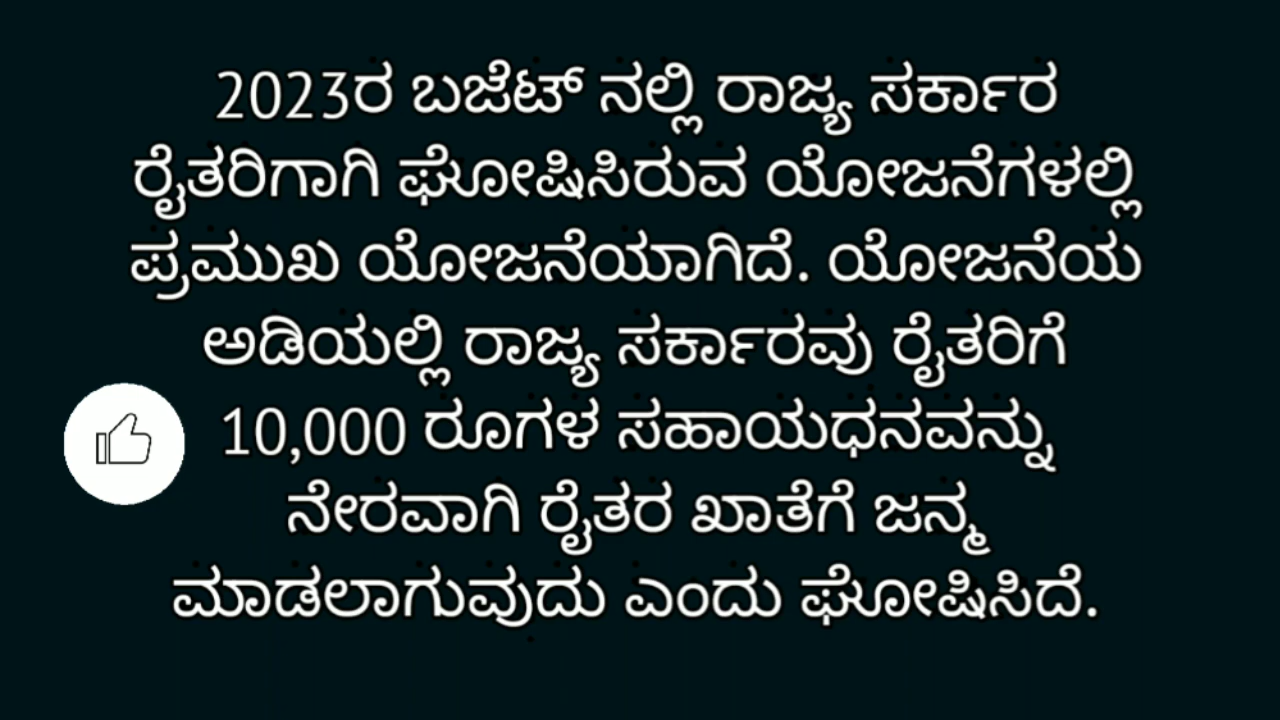 2023ರ ಬಜೆಟ್ ನಲ್ಲಿ ರಾಜ್ಯ ಸರ್ಕಾರ
ರೈತರಿಗಾಗಿ ಘೋಷಿಸಿರುವ ಯೋಜನೆಗಳಲ್ಲಿ
ಪ್ರಮುಖ ಯೋಜನೆಯಾಗಿದೆ. ಯೋಜನೆಯ
ಅಡಿಯಲ್ಲಿ ರಾಜ್ಯ ಸರ್ಕಾರವು ರೈತರಿಗೆ
10,000 ರೂಗಳ ಸಹಾಯಧನವನ್ನು
ನೇರವಾಗಿ ರೈತರ ಖಾತೆಗೆ ಜನ್ಮ
ಮಾಡಲಾಗುವುದು ಎಂದು ಘೋಷಿಸಿದೆ.